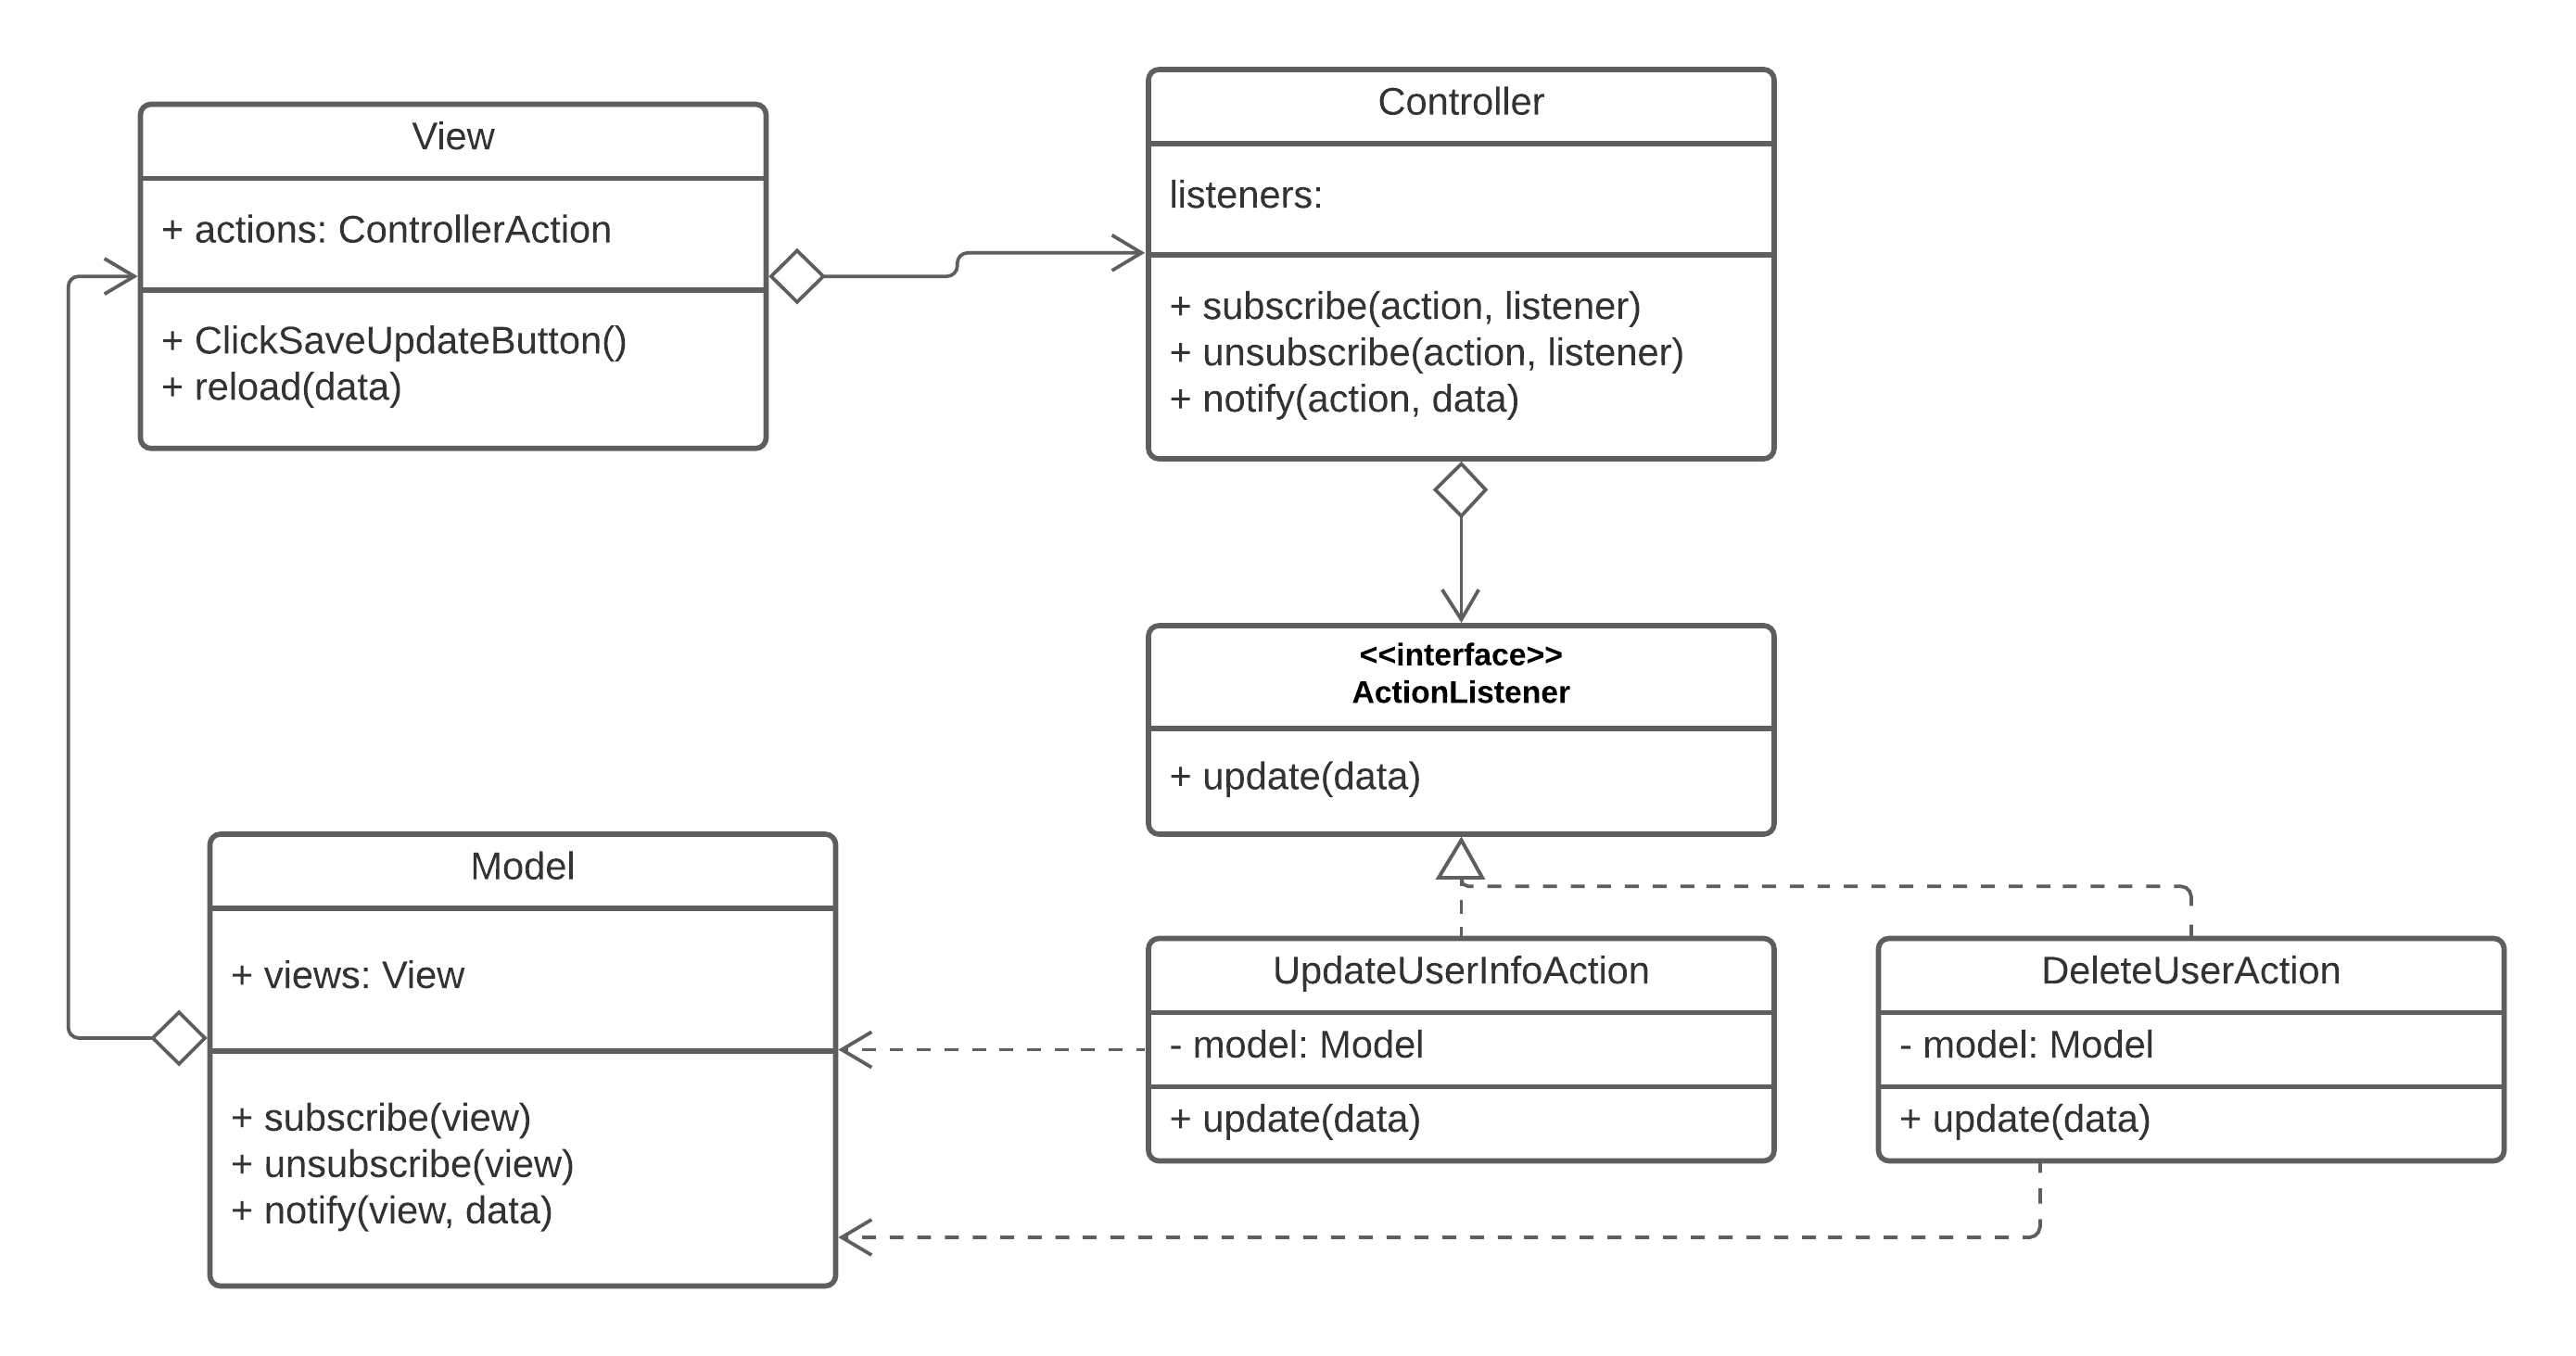 View
+ actions: ControllerAction
+ ClickSaveUpdateButton()
+ reload(data)
Controller
listeners:
+ subscribe(action, listener)
+ unsubscribe(action, listener)
+ notify(action, data)
<<interface>>
ActionListener
+ update(data)
Model
+ views: View
+ subscribe(view)
+ unsubscribe(view)
+ notify(view, data)
UpdateUserInfoAction
- model: Model
+ update(data)
DeleteUserAction
- model: Model
+ update(data)